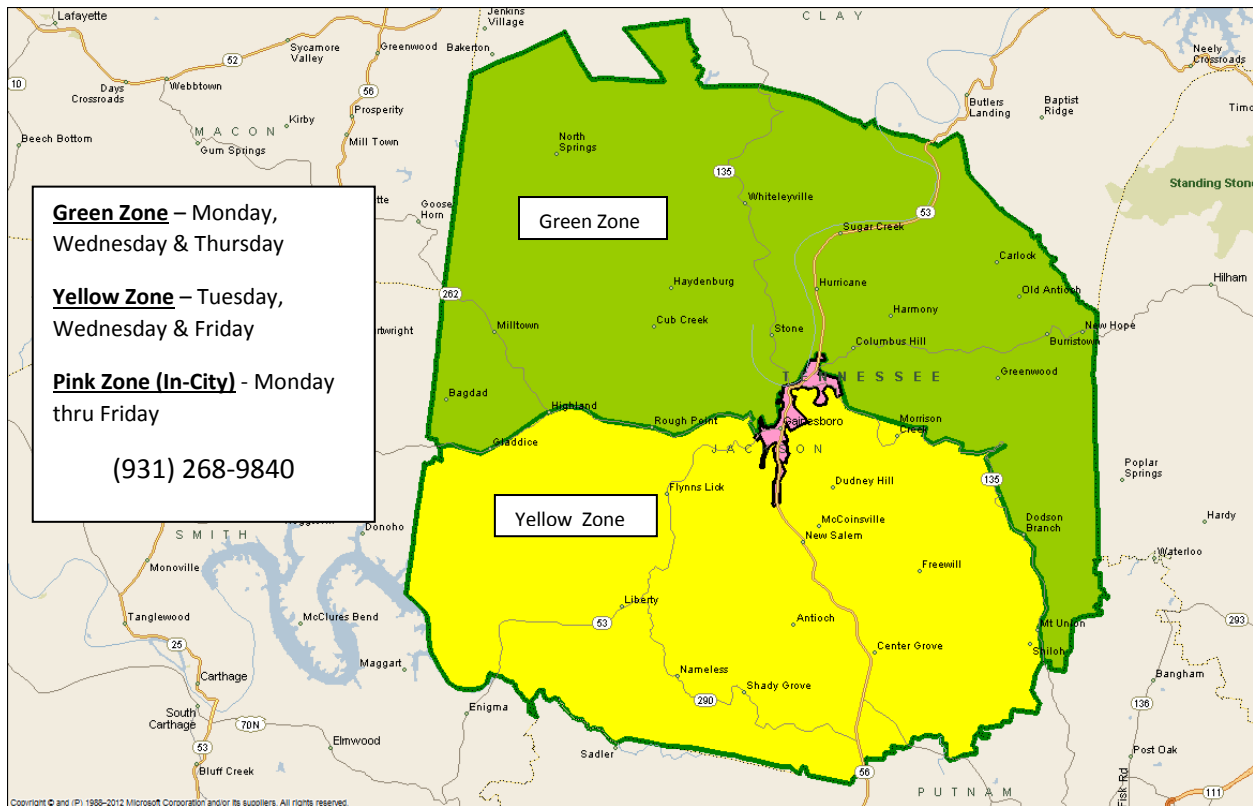 Lafayette
Jenkins
Village
CLAY
Sycamore
Valley
Greenwood
Bakerton
Neely
Crossroads
52
10
Days
Crossroads
Webbtown
56
Prosperity
Butlers
Landing
Baptist
Ridge
Timo
MACON
Kirby
Mill Town
Beech Bottom
Gum Springs
North
Springs
135
Whiteleyville
Standing Stone
Green Zone – Monday,
Wednesday & Thursday
Yellow Zone – Tuesday,
Wednesday & Friday
Pink Zone (In-City) - Monday
thru Friday
(931) 268-9840
tte
Goose
Horn
Green Zone
53
Sugar Creek
Carlock
Hilham
262
Haydenburg
Hurricane
Old Antioch
artwright
Milltown
Cub Creek
Stone
Harmony
New Hope
Burristown
Columbus Hill
TENNESSEE
Greenwood
Bagdad
Highland
Rough Point
Gainesboro
Morrison
Creek
Gladdice
JACKSON
Poplar
Springs
Flynns Lick
Dudney Hill
135
Yellow Zone
McCoinsville
Dodson
Branch
Hardy
SMITH
Donoho
New Salem
Waterloo
Monoville
Freewill
Tanglewood
McClures Bend
Liberty
53
Antioch
Mt Union
293
25
Center Grove
Shiloh
Maggart
Nameless
Shady Grove
Bangham
Carthage
290
136
South
Carthage
70N
Enigma
Elmwood
Sadler
53
Post Oak
Bluff Creek
56
PUTNAM
Fisk Rd
111
Copyright © and (P) 1988–2012 Microsoft Corporation and/or its suppliers. All rights reserved.